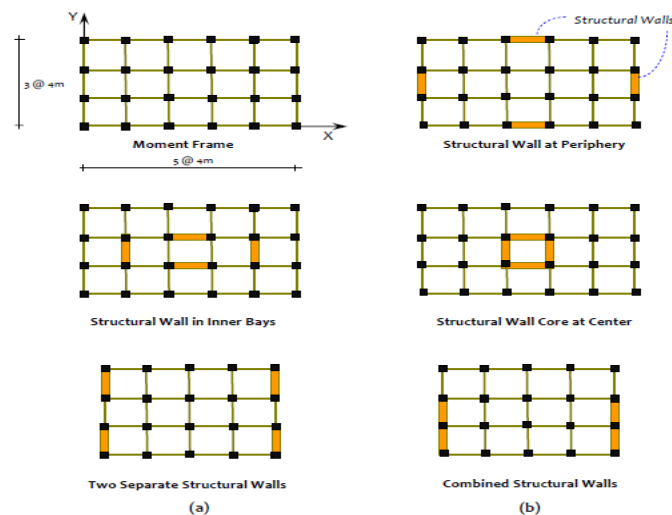 Y
Structural Walls
3 @ 4m
X
Moment Frame
Structural Wall at Periphery
5 @ 4m
Structural Wall in Inner Bays
Structural Wall Core at Center
Two Separate Structural Walls
Combined Structural Walls
(a)
(b)